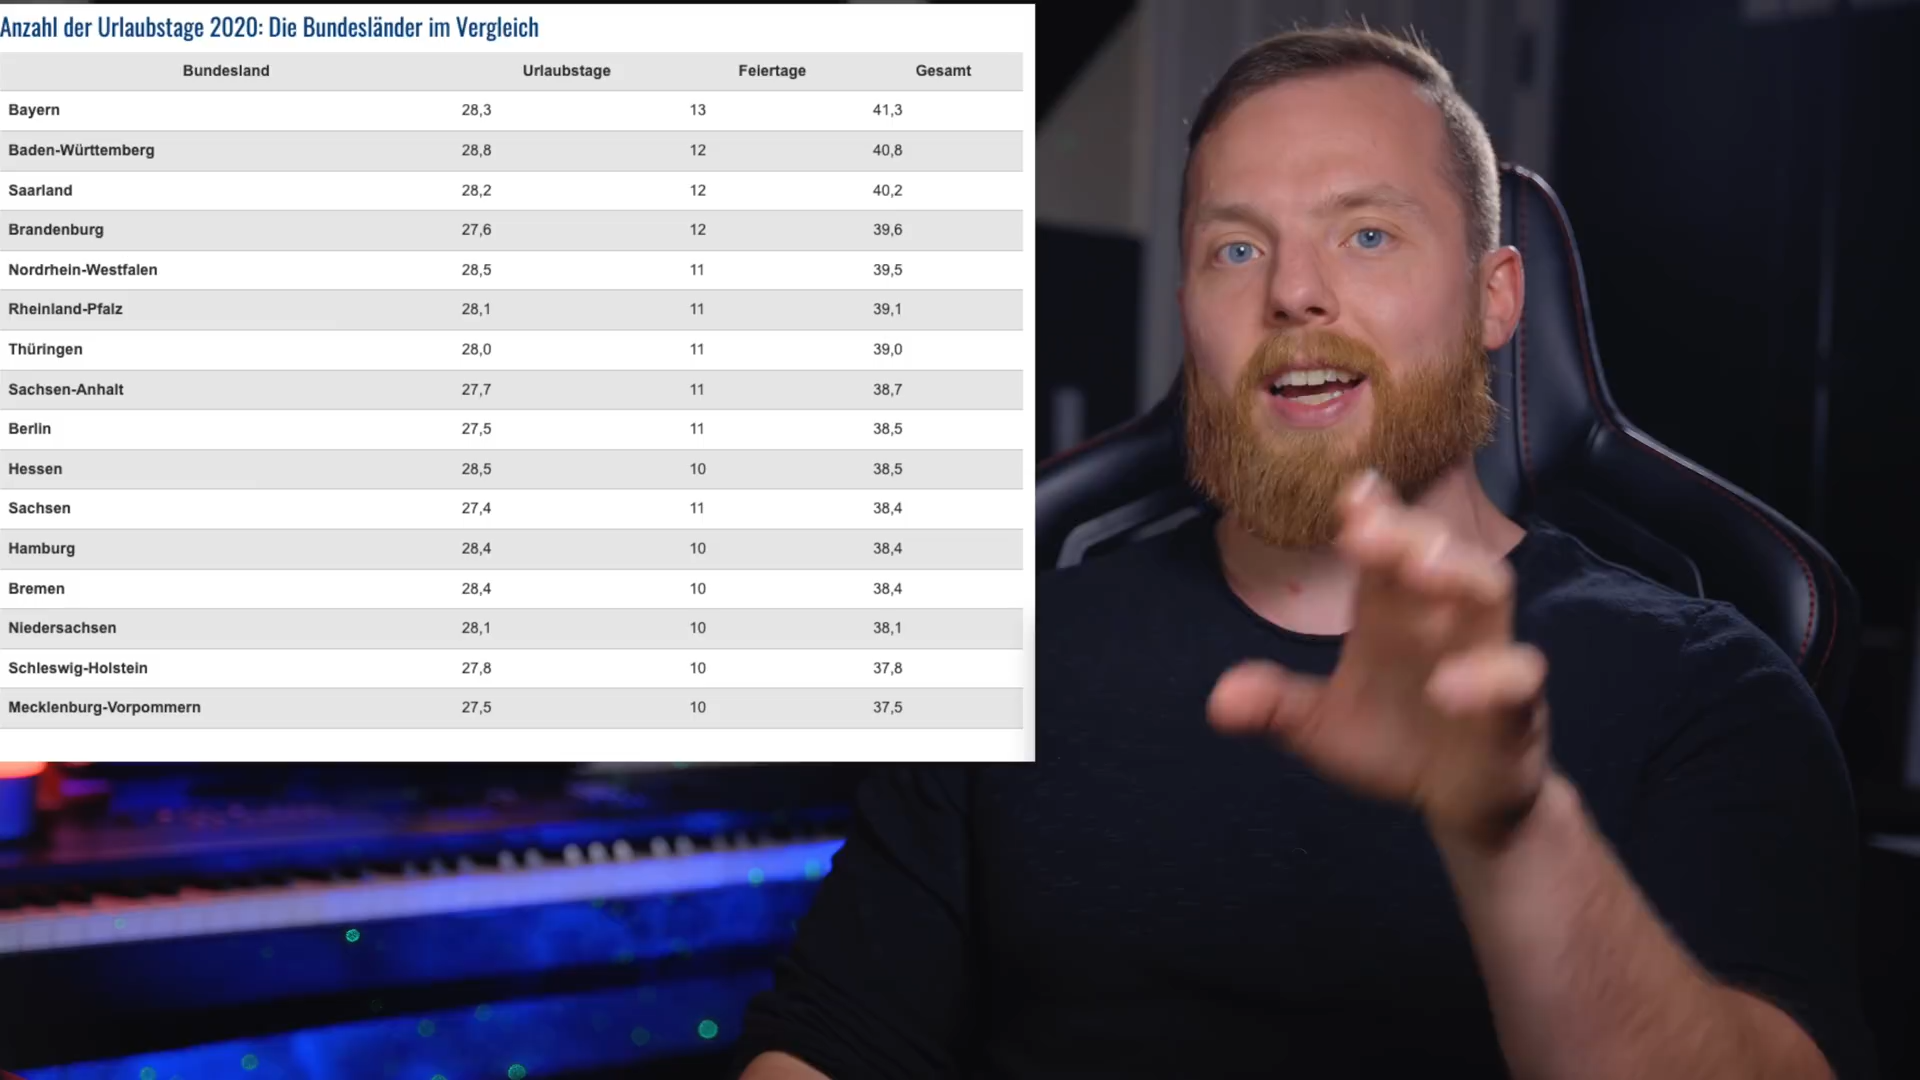 Anzahl der Urlaubstage 2020: Die Bundesländer im Vergleich
Bundesland Urlaubstage Feiertage Gesamt
Bayern 28,3 13 41,3
Baden-Württemberg 28,8 12 40,8
Saarland 28,2 12 40,2
Brandenburg 27,6 12 39,6
Nordrhein-Westfalen 28,5 11 39,5
Rheinland-Pfalz 28,1 11 39,1
Thüringen 28,0 11 39,0
Sachsen-Anhalt 27,7 11 38,7
Berlin 27,5 11 38,5
Hessen 28,5 10 38,5
Sachsen 27,4 11 38,4
Hamburg 28,4 10 38,4
Bremen 28,4 10 38,4
Niedersachsen 28,1 10 38,1
Schleswig-Holstein 27,8 10 37,8
Mecklenburg-Vorpommern 27,5 10 37,5